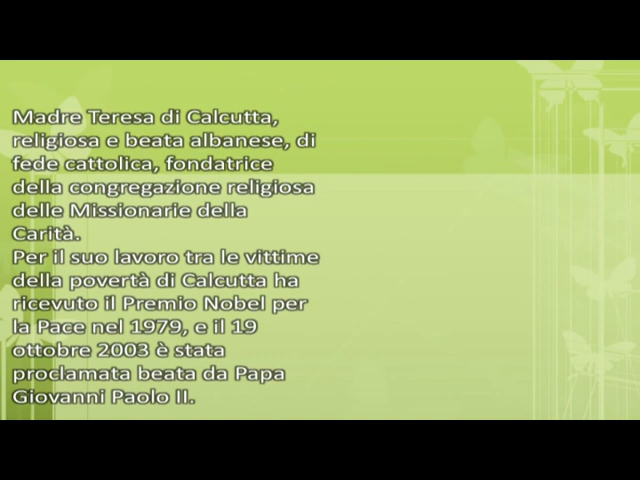 Madre Teresa di Calcutta,
religiosa e beata albanese, di
fede cattolica, fondatrice
della congregazione religiosa
delle Missionarie della
Carità.
Per il suo lavoro tra le vittime
della povertà di Calcutta ha
ricevuto il Premio Nobel per
la Pace nel 1979, e il 19
ottobre 2003 è stata
proclamata beata da Papa
Giovanni Paolo II.